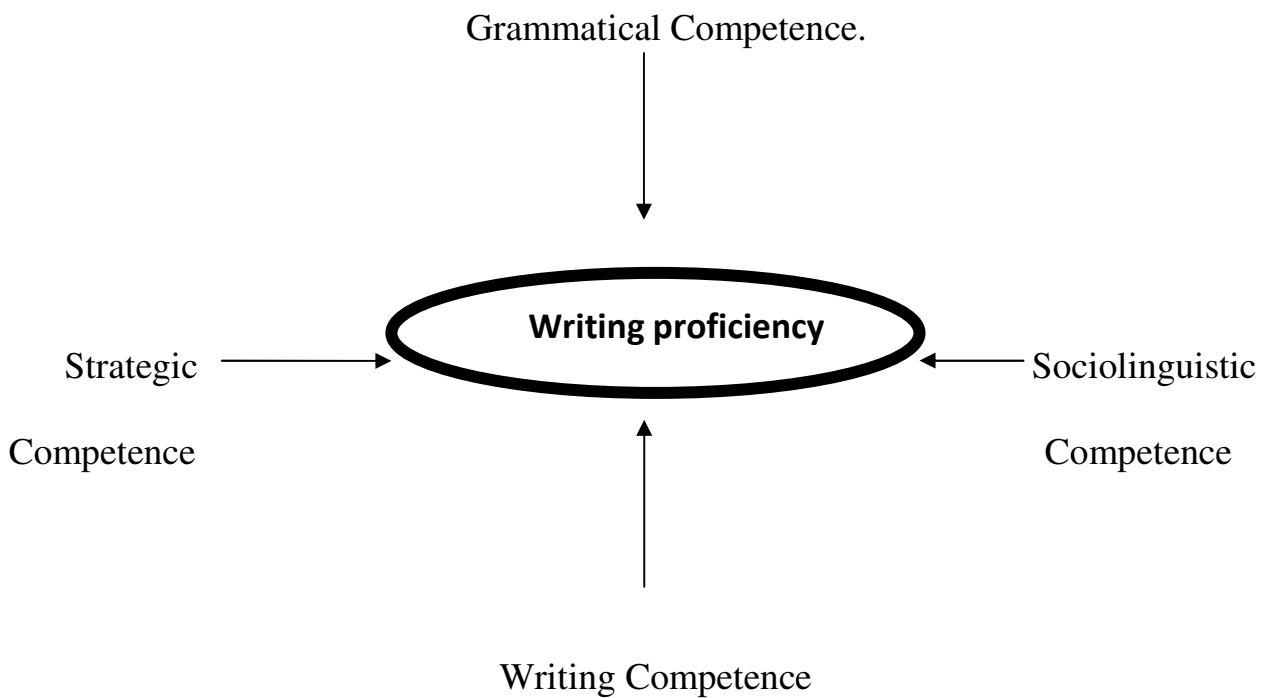 Grammatical Competence.
Writing proficiency
Strategic
Competence
Sociolinguistic
Competence
Writing Competence